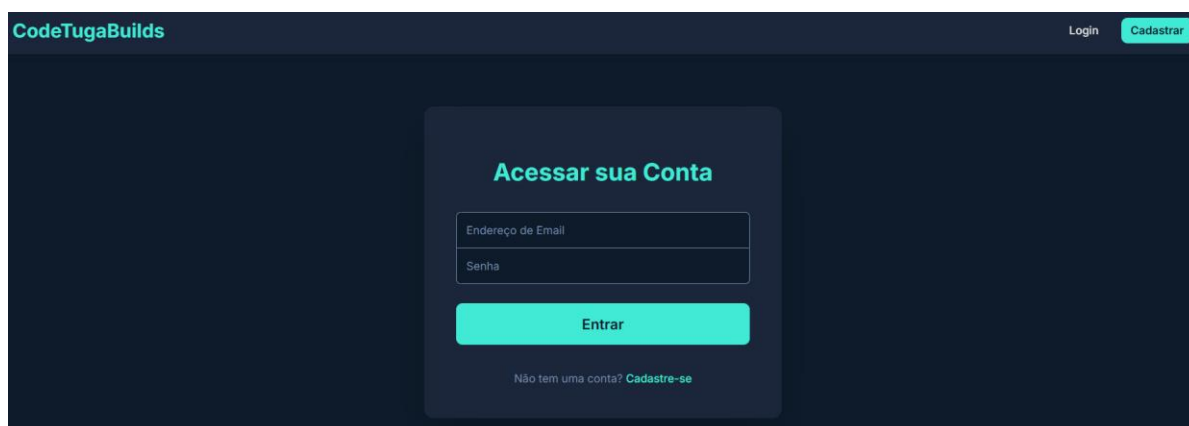 CodeTugaBuilds
Login
Cadastrar
Acessar sua Conta
Endereço de Email
Senha
Entrar
Não tem uma conta? Cadastre-se